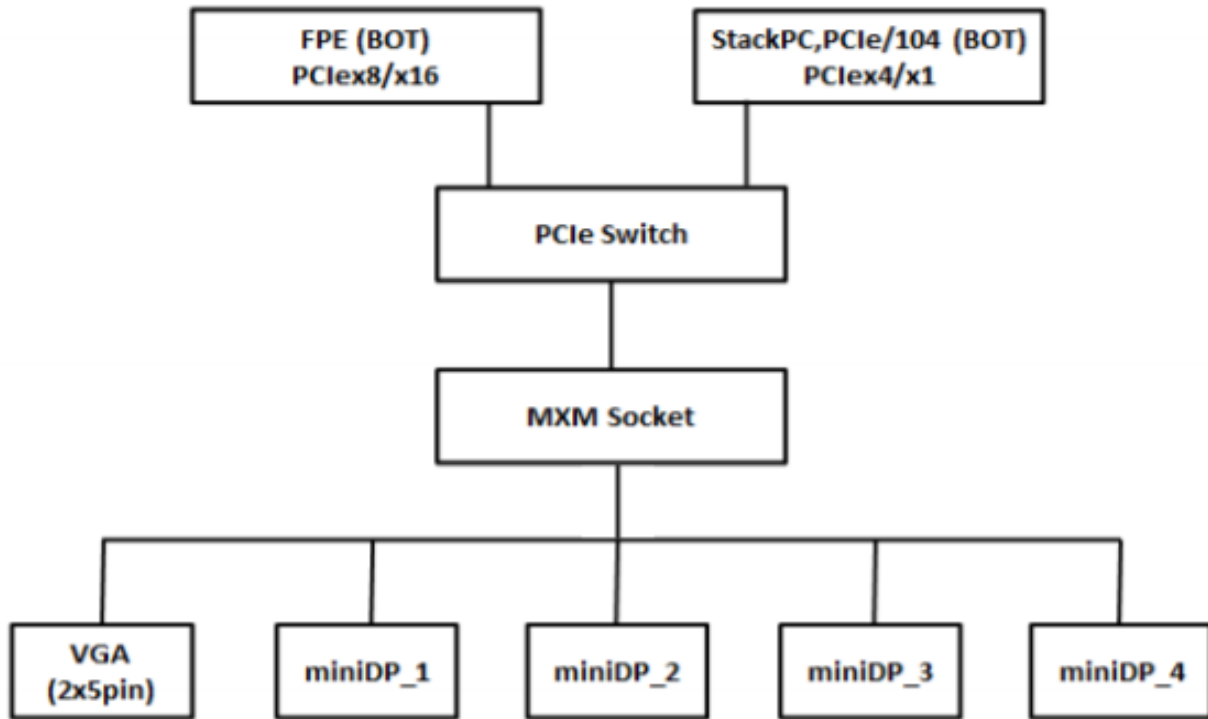 FPE (BOT)
PCIex8/x16
StackPC,PCIe/104 (BOT)
PCIex4/x1
PCIe Switch
MXM Socket
VGA
(2x5pin)
miniDP_1
miniDP_2
miniDP_3
miniDP_4